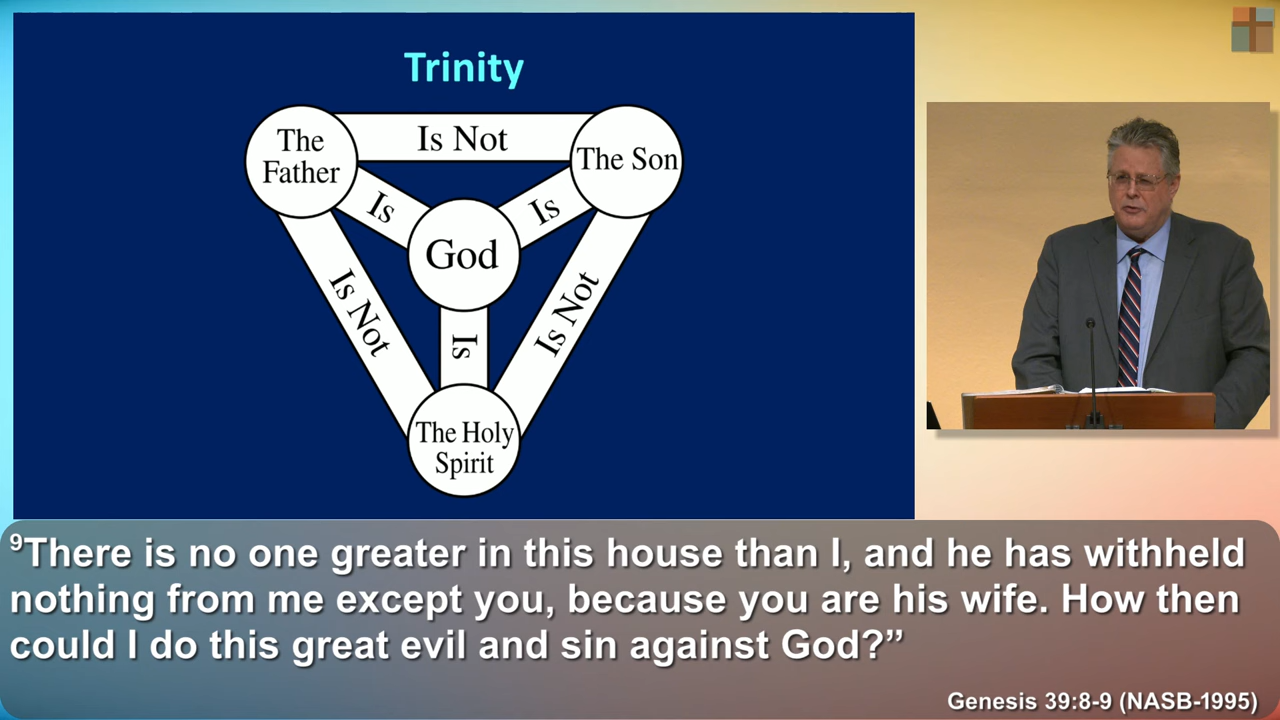 Trinity
The
Father
Is Not
The Son
Is
Is
God
Is Not
Is
Is Not
The Holy
Spirit
9There is no one greater in this house than I, and he has withheld
nothing from me except you, because you are his wife. How then
could I do this great evil and sin against God?”
Genesis 39:8-9 (NASB-1995)